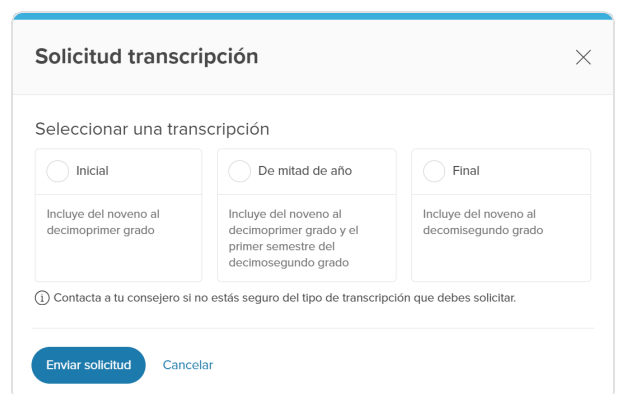 Solicitud transcripción
Seleccionar una transcripción
Inicial
Incluye del noveno al
decimoprimer grado
De mitad de año
Incluye del noveno al
decimoprimer grado y el
primer semestre del
decimosegundo grado
Final
Incluye del noveno al
decomisegundo grado
Contacta a tu consejero si no estás seguro del tipo de transcripción que debes solicitar.
Enviar solicitud
Cancelar